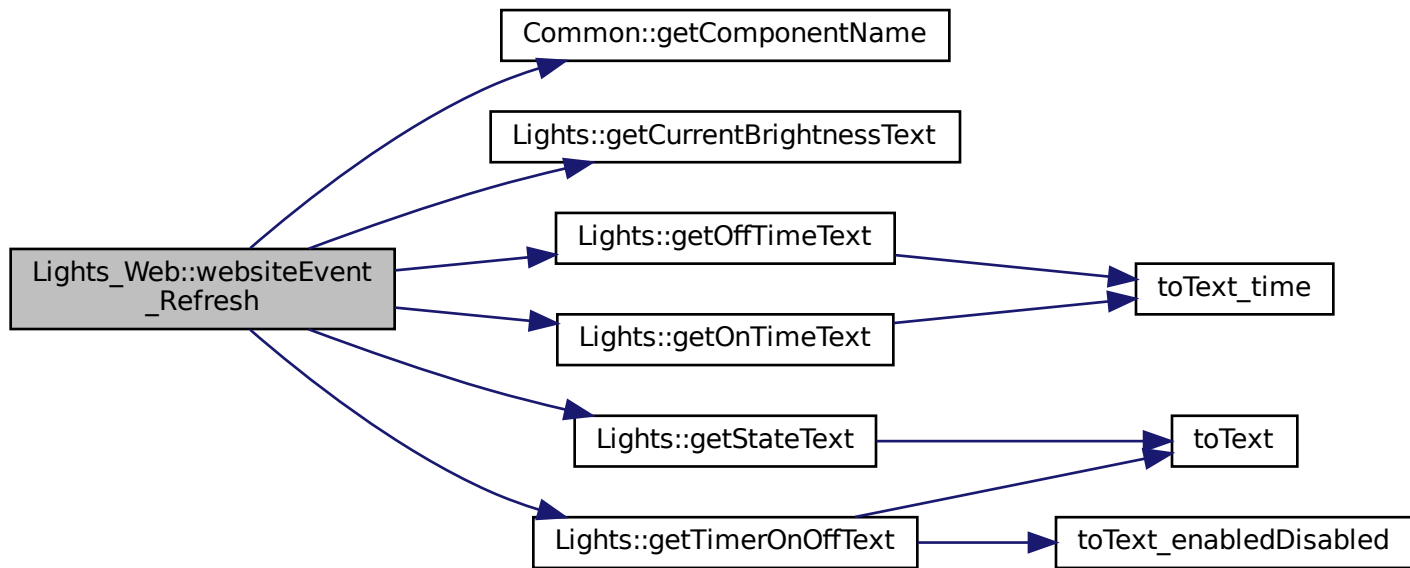 Common::getComponentName
Lights::getCurrentBrightnessText
Lights::getOffTimeText
toText_time
Lights_Web::websiteEvent
_Refresh
Lights::getOnTimeText
Lights::getStateText
toText
Lights::getTimerOnOffText
toText_enabledDisabled